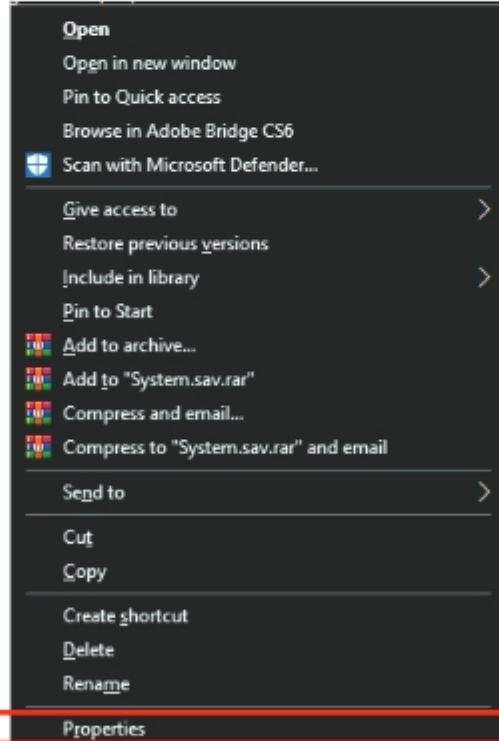 Open
Open in new window
Pin to Quick access
Browse in Adobe Bridge CS6
Scan with Microsoft Defender...
Give access to
Restore previous versions
Include in library
Pin to Start
Add to archive...
Add to "System.sav.rar"
Compress and email...
Compress to "System.sav.rar" and email
Send to
Cut
Copy
Create shortcut
Delete
Rename
Properties